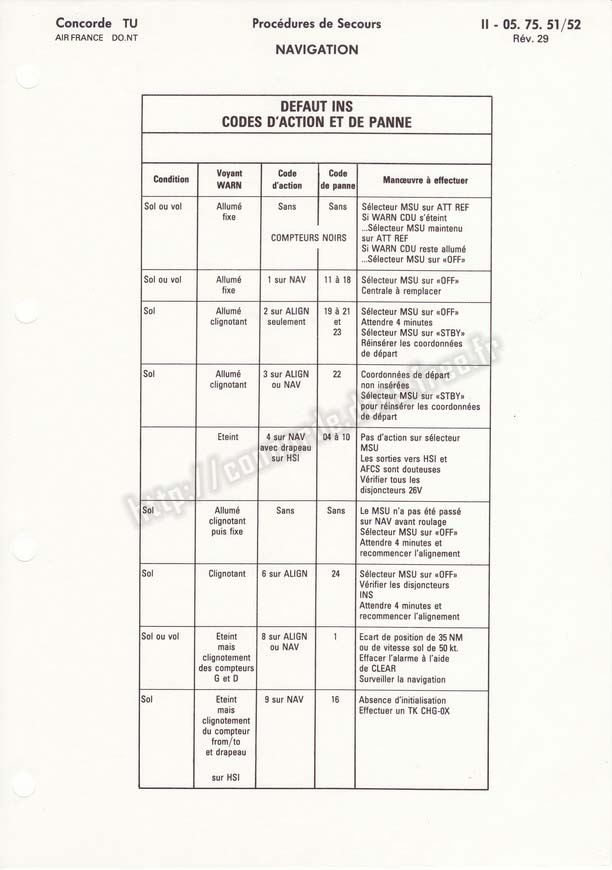 Concorde TU
AIR FRANCE DO.NT
Procédures de Secours
NAVIGATION
II - 05. 75. 51/52
Rév. 29
DEFAUT INS
CODES D'ACTION ET DE PANNE
Condition
Voyant
WARN
Code
d'action
Code
de panne
Manœuvre à effectuer
Sol ou vol
Allumé
fixe
Sans
Sans
COMPTEURS NOIRS
Sélecteur MSU sur ATT REF
Si WARN CDU s'éteint
...Sélecteur MSU maintenu
sur ATT REF
Si WARN CDU reste allumé
...Sélecteur MSU sur «OFF»
Sol ou vol
Allumé
fixe
1 sur NAV
11 à 18
Sélecteur MSU sur «OFF»
Centrale à remplacer
Sol
Allumé
clignotant
2 sur ALIGN
seulement
19 à 21
et
23
Sélecteur MSU sur «OFF»
Attendre 4 minutes
Sélecteur MSU sur «STBY»
Réinsérer les coordonnées
de départ
Sol
Allumé
clignotant
3 sur ALIGN
ou NAV
22
Coordonnées de départ
non insérées
Sélecteur MSU sur «STBY»
pour réinsérer les coordonnées
de départ
Eteint
4 sur NAV
avec drapeau
sur HSI
04 à 10
Pas d'action sur sélecteur
MSU
Les sorties vers HSI et
AFCS sont douteuses
Vérifier tous les
disjoncteurs 26V
Sol
Allumé
clignotant
puis fixe
Sans
Sans
Le MSU n'a pas été passé
sur NAV avant roulage
Sélecteur MSU sur «OFF»
Attendre 4 minutes et
recommencer l'alignement
Sol
Clignotant
6 sur ALIGN
24
Sélecteur MSU sur «OFF»
Vérifier les disjoncteurs
INS
Attendre 4 minutes et
recommencer l'alignement
Sol ou vol
Eteint
mais
clignotement
des compteurs
G et D
8 sur ALIGN
ou NAV
1
Ecart de position de 35 NM
ou de vitesse sol de 50 kt.
Effacer l'alarme à l'aide
de CLEAR
Surveiller la navigation
Sol
Eteint
mais
clignotement
du compteur
from/to
et drapeau
sur HSI
9 sur NAV
16
Absence d'initialisation
Effectuer un TK CHG-0X